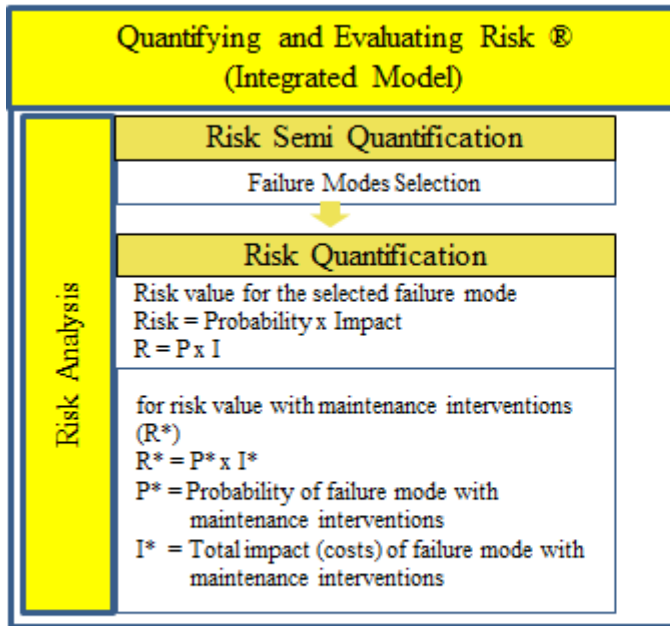 Quantifying and Evaluating Risk ®
(Integrated Model)
Risk Analysis
Risk Semi Quantification
Failure Modes Selection
Risk Quantification
Risk value for the selected failure mode
Risk = Probability x Impact
R = P x I
for risk value with maintenance interventions
(R*)
R* = P* x I*
P* = Probability of failure mode with
maintenance interventions
I* = Total impact (costs) of failure mode with
maintenance interventions